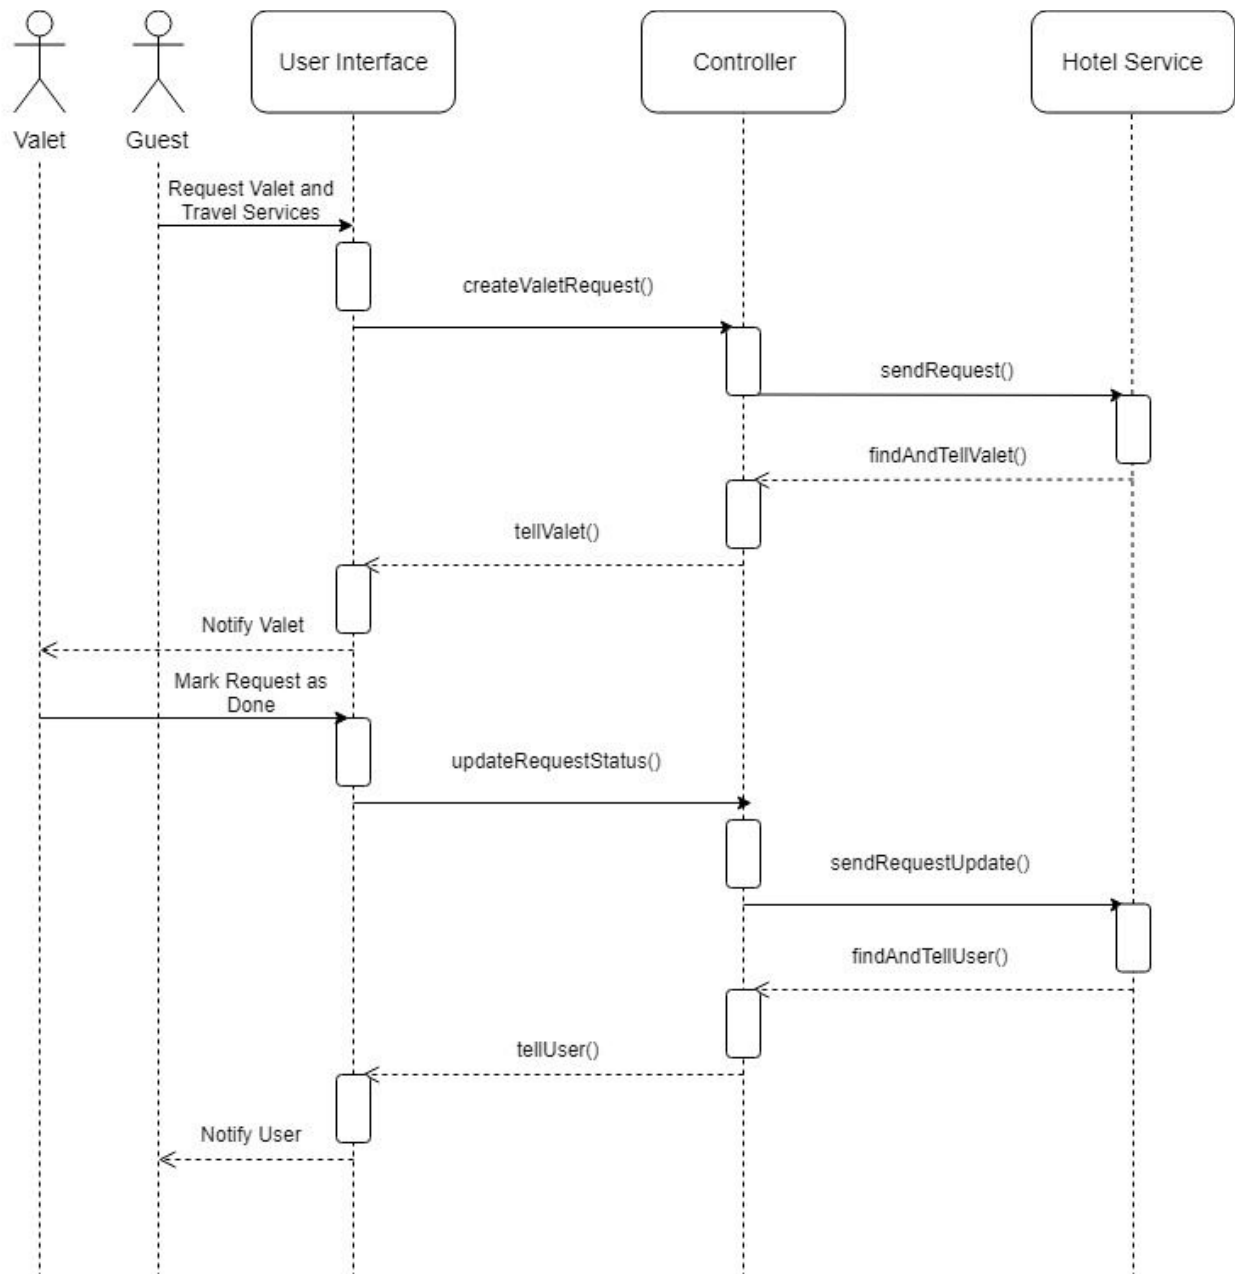 User Interface
Controller
Hotel Service
Valet
Guest
Request Valet and
Travel Services
createValetRequest()
sendRequest()
findAndTellValet()
tellValet()
Notify Valet
Mark Request as
Done
updateRequestStatus()
sendRequestUpdate()
findAndTellUser()
tellUser()
Notify User